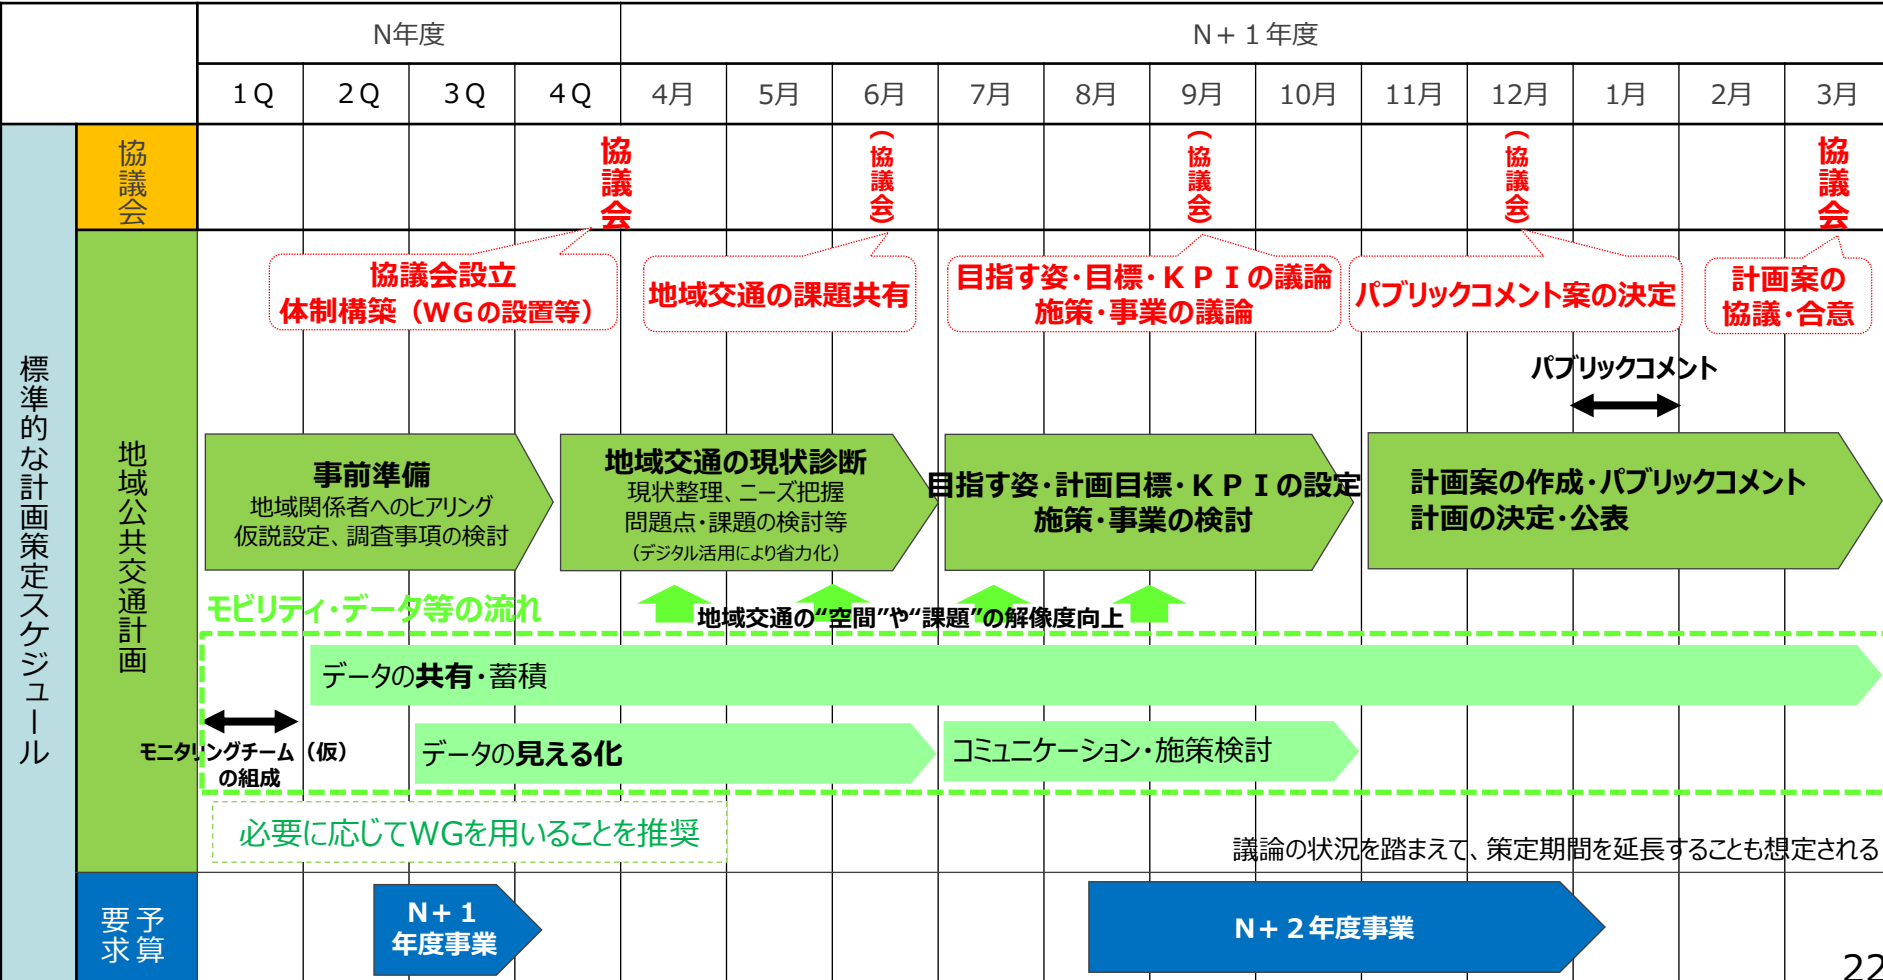 N年度
N+1年度
1Q
2Q
3Q
4Q
4月
5月
6月
7月
8月
9月
10月
11月
12月
1月
2月
3月
標準的な計画策定スケジュール
協議会
協議会
(協議会)
(協議会)
(協議会)
協議会
協議会設立
体制構築（WGの設置等）
地域交通の課題共有
目指す姿・目標・KPIの議論
施策・事業の議論
パブリックコメント案の決定
計画案の
協議・合意
パブリックコメント
地域公共交通計画
事前準備
地域関係者へのヒアリング
仮説設定、調査事項の検討
地域交通の現状診断
現状整理、ニーズ把握
問題点・課題の検討等
（デジタル活用により省力化）
目指す姿・計画目標・KPIの設定
施策・事業の検討
計画案の作成・パブリックコメント
計画の決定・公表
モビリティ・データ等の流れ
地域交通の“空間”や“課題”の解像度向上
データの共有・蓄積
モニタリングチーム（仮）
の組成
データの見える化
コミュニケーション・施策検討
必要に応じてWGを用いることを推奨
議論の状況を踏まえて、策定期間を延長することも想定される
予算
要求
N+1
年度事業
N+2年度事業
22